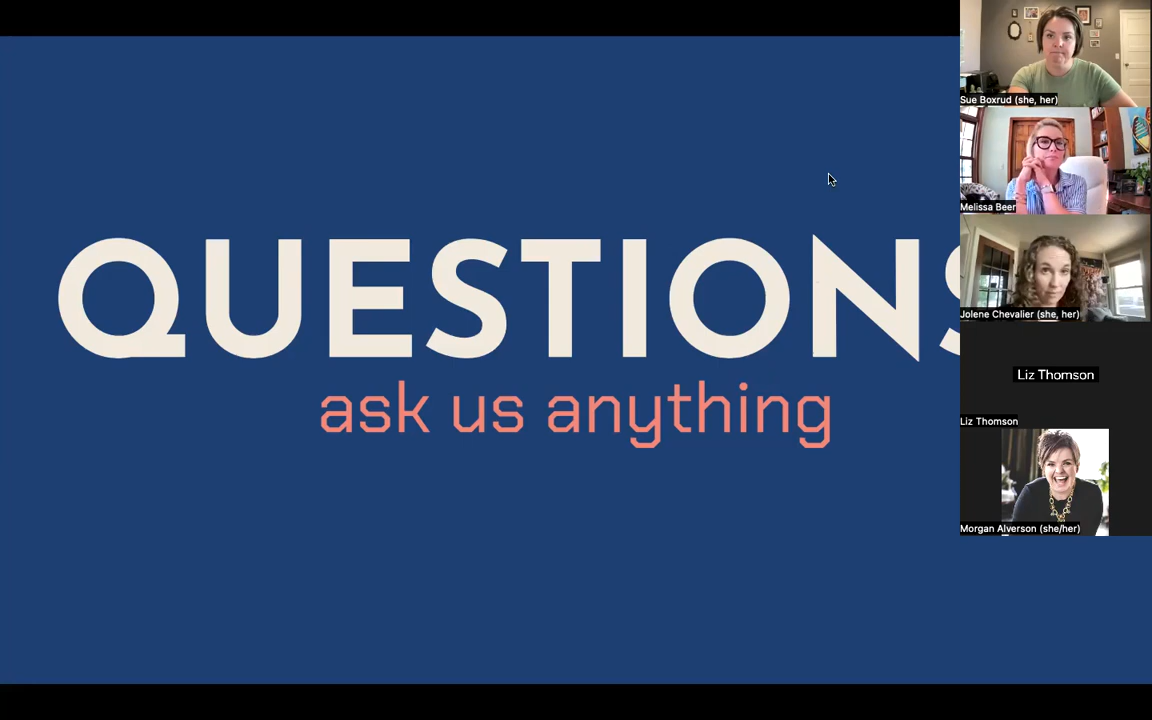 QUESTIONS
ask us anything
Sue Boxrud (she, her)
Melissa Beer
Jolene Chevalier (she, her)
Liz Thomson
Liz Thomson
Morgan Alverson (she/her)